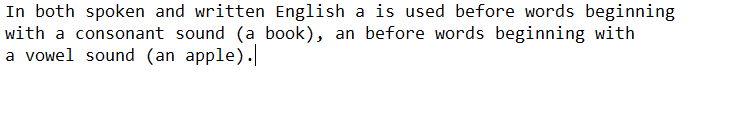 In both spoken and written English a is used before words beginning
with a consonant sound (a book), an before words beginning with
a vowel sound (an apple).